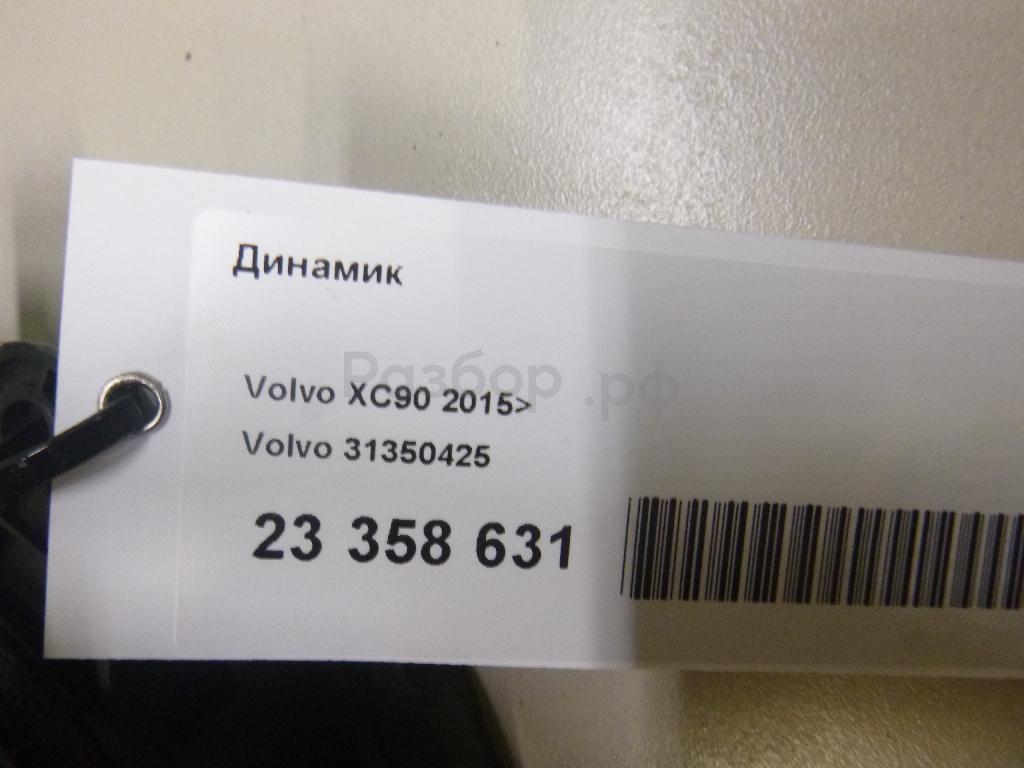 Динамик
Разбор.рф
Volvo XC90 2015>
Volvo 31350425
23 358 631